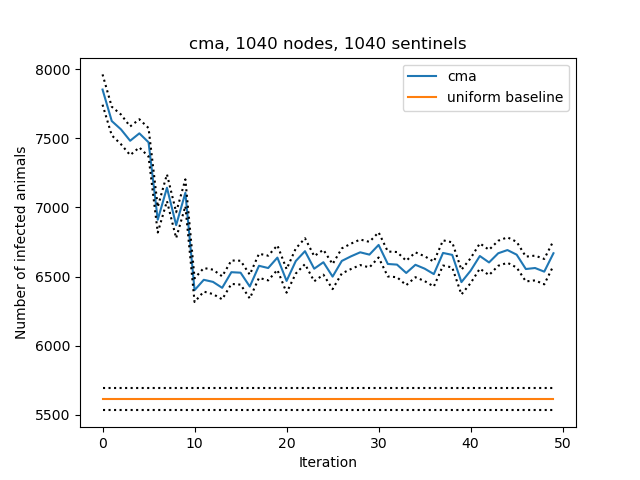 cma, 1040 nodes, 1040 sentinels
cma
uniform baseline
Number of infected animals
8000
7500
7000
6500
6000
5500
0 10 20 30 40 50
Iteration